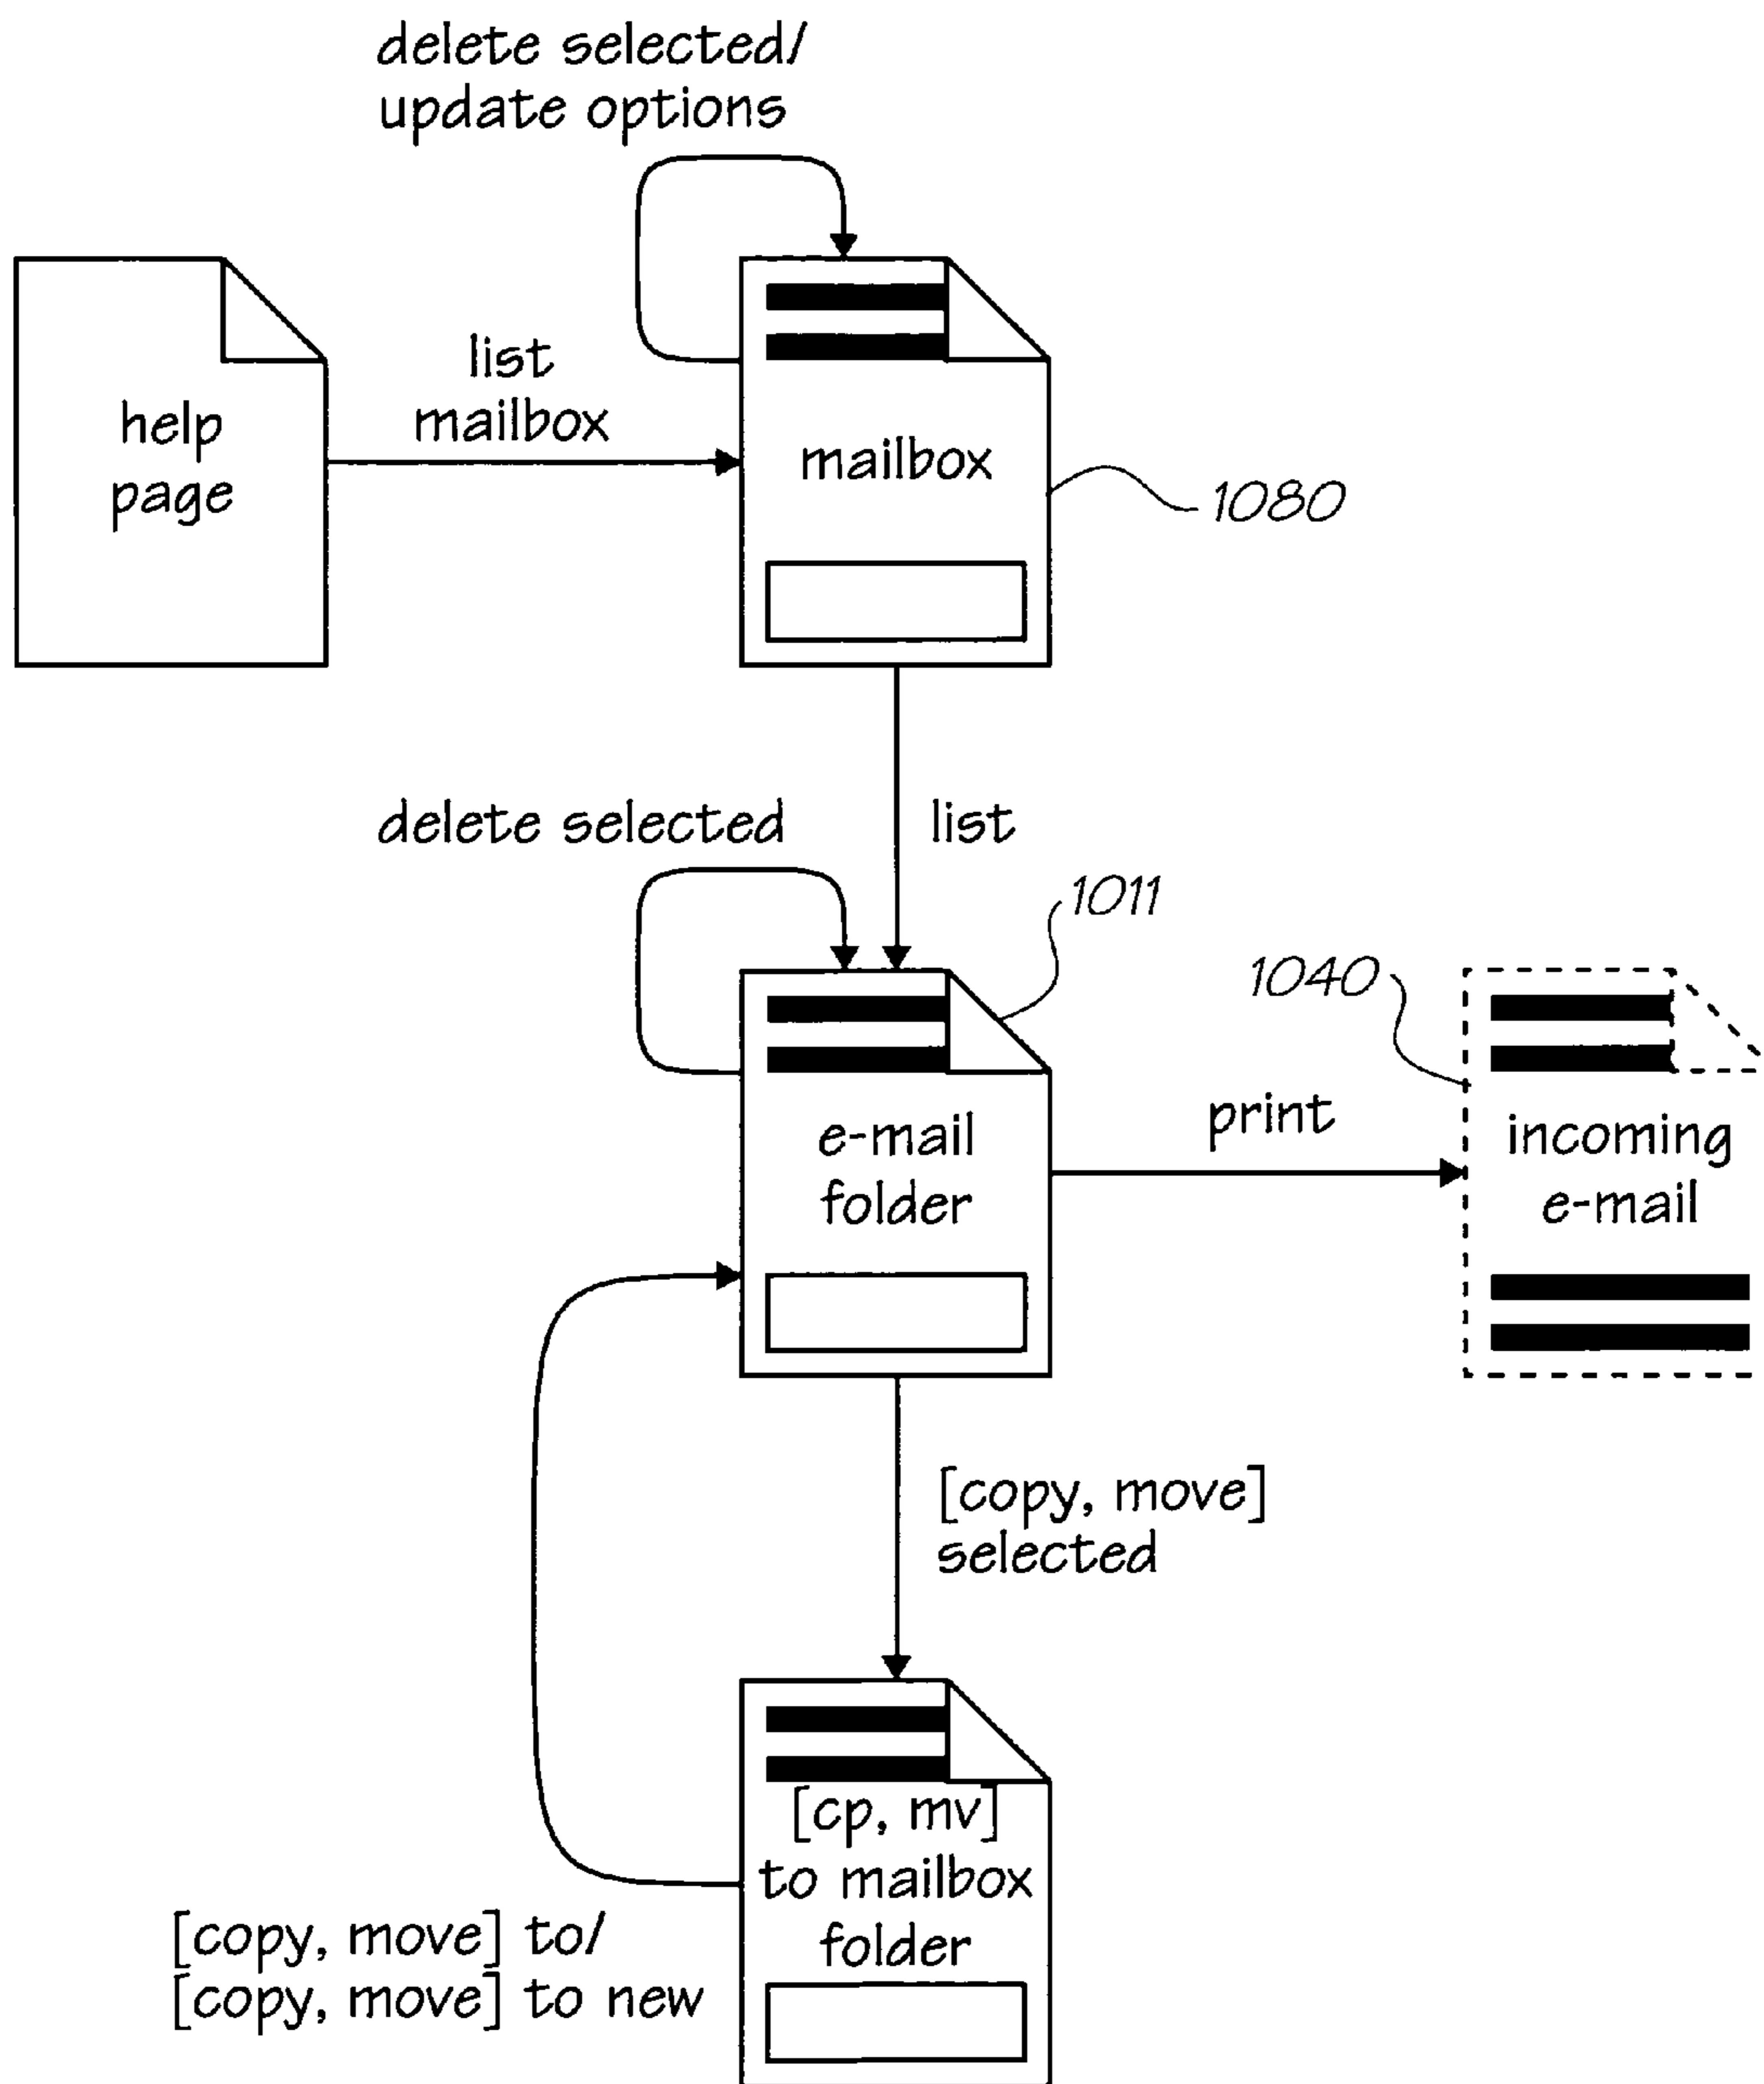 delete selected/
update options
help
page
list
mailbox
mailbox
1080
delete selected
list
1011
1040
e-mail
folder
print
incoming
e-mail
[copy, move]
selected
[cp, mv]
to mailbox
folder
[copy, move] to/
[copy, move] to new